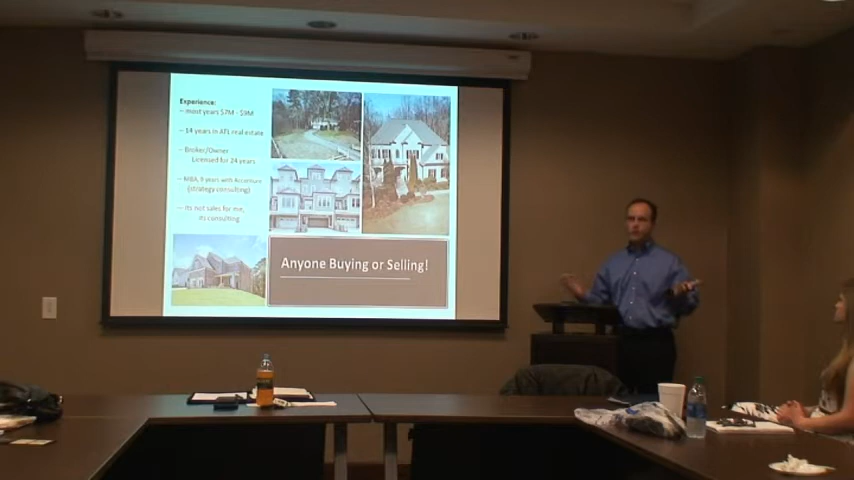 Experience:
– most years $7M - $9M
– 14 years in ATL real estate
– Broker/Owner
Licensed for 24 years
– MBA, 9 years with Accenture
(strategy consulting)
– its not sales for me,
its consulting
Anyone Buying or Selling!